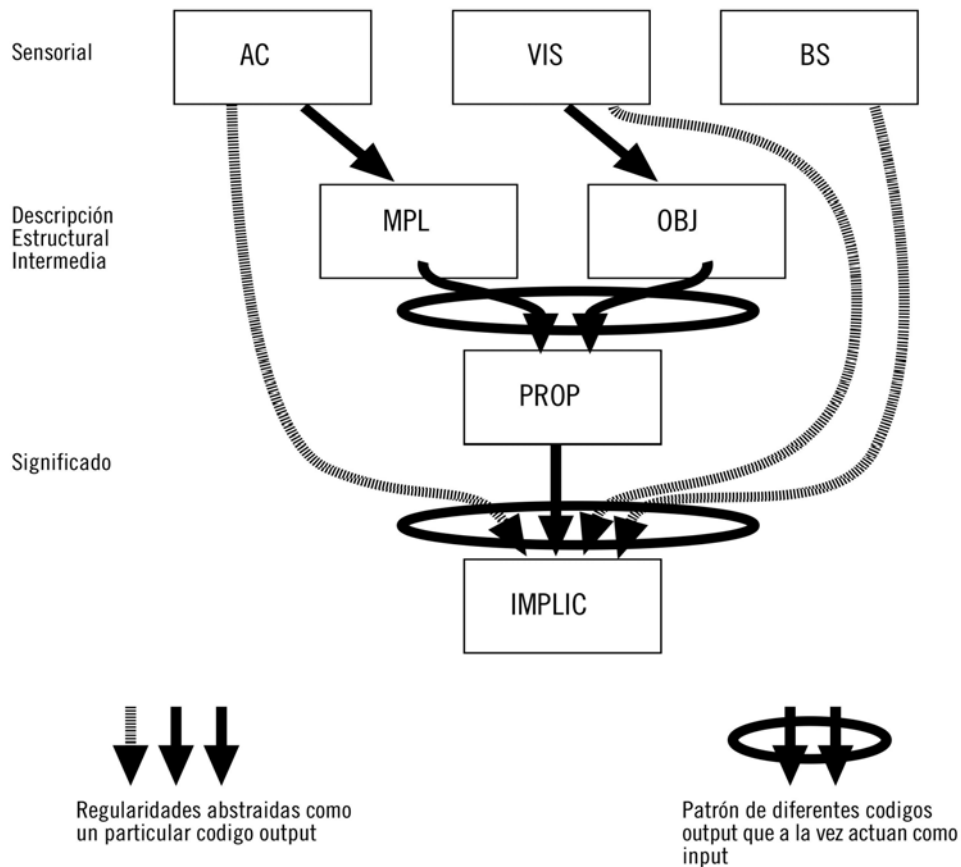 Sensorial
AC
VIS
BS
Descripción
Estructural
Intermedia
MPL
OBJ
PROP
Significado
IMPLIC
Regularidades abstraidas como
un particular codigo output
Patrón de diferentes codigos
output que a la vez actuan como
input